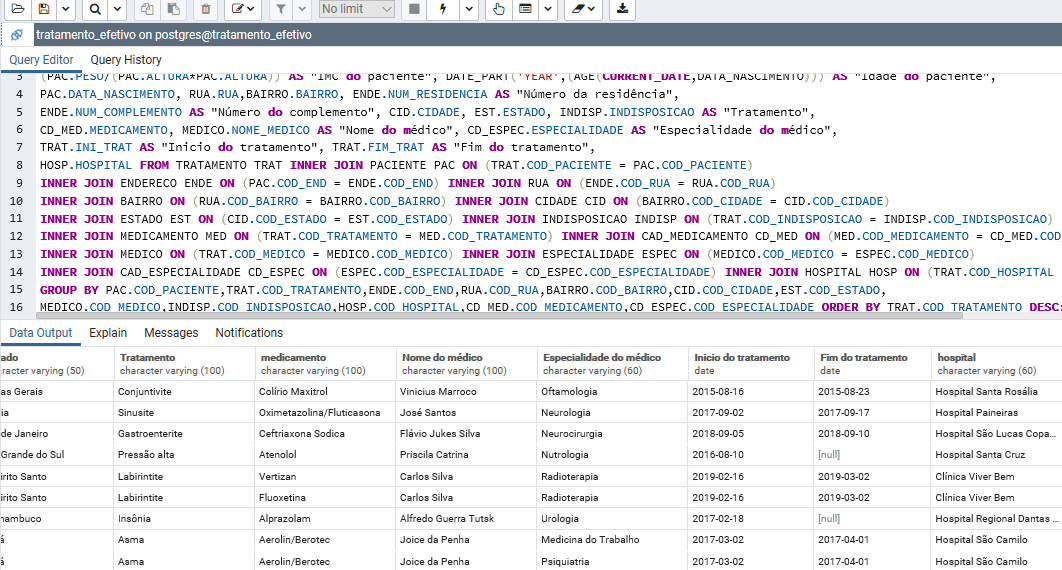 No limit
tratamento_efetivo on postgres@tratamento_efetivo
Query Editor Query History
3 (PAC.PESO/(PAC.ALTURA*PAC.ALTURA)) AS "IMC do paciente", DATE_PART('YEAR',(AGE(CURRENT_DATE,DATA_NASCIMENTO))) AS "Idade do paciente",
4 PAC.DATA_NASCIMENTO, RUA.RUA,BAIRRO.BAIRRO, ENDE.NUM_RESIDENCIA AS "Número da residência",
5 ENDE.NUM_COMPLEMENTO AS "Número do complemento", CID.CIDADE, EST.ESTADO, INDISP.INDISPOSICAO AS "Tratamento",
6 CD_MED.MEDICAMENTO, MEDICO.NOME_MEDICO AS "Nome do médico", CD_ESPEC.ESPECIALIDADE AS "Especialidade do médico",
7 TRAT.INI_TRAT AS "Inicio do tratamento", TRAT.FIM_TRAT AS "Fim do tratamento",
8 HOSP.HOSPITAL FROM TRATAMENTO TRAT INNER JOIN PACIENTE PAC ON (TRAT.COD_PACIENTE = PAC.COD_PACIENTE)
9 INNER JOIN ENDERECO ENDE ON (PAC.COD_END = ENDE.COD_END) INNER JOIN RUA ON (ENDE.COD_RUA = RUA.COD_RUA)
10 INNER JOIN BAIRRO ON (RUA.COD_BAIRRO = BAIRRO.COD_BAIRRO) INNER JOIN CIDADE CID ON (BAIRRO.COD_CIDADE = CID.COD_CIDADE)
11 INNER JOIN ESTADO EST ON (CID.COD_ESTADO = EST.COD_ESTADO) INNER JOIN INDISPOSICAO INDISP ON (TRAT.COD_INDISPOSICAO = INDISP.COD_INDISPOSICAO)
12 INNER JOIN MEDICAMENTO MED ON (TRAT.COD_TRATAMENTO = MED.COD_TRATAMENTO) INNER JOIN CAD_MEDICAMENTO CD_MED ON (MED.COD_MEDICAMENTO = CD_MED.COD
13 INNER JOIN MEDICO ON (TRAT.COD_MEDICO = MEDICO.COD_MEDICO) INNER JOIN ESPECIALIDADE ESPEC ON (MEDICO.COD_MEDICO = ESPEC.COD_MEDICO)
14 INNER JOIN CAD_ESPECIALIDADE CD_ESPEC ON (ESPEC.COD_ESPECIALIDADE = CD_ESPEC.COD_ESPECIALIDADE) INNER JOIN HOSPITAL HOSP ON (TRAT.COD_HOSPITAL
15 GROUP BY PAC.COD_PACIENTE,TRAT.COD_TRATAMENTO,ENDE.COD_END,RUA.COD_RUA,BAIRRO.COD_BAIRRO,CID.COD_CIDADE,EST.COD_ESTADO,
16 MEDICO.COD_MEDICO,INDISP.COD_INDISPOSICAO,HOSP.COD_HOSPITAL,CD_MED.COD_MEDICAMENTO,CD_ESPEC.COD_ESPECIALIDADE ORDER BY TRAT.COD_TRATAMENTO DESC;
Data Output Explain Messages Notifications
ado Tratamento medicamento Nome do médico Especialidade do médico Inicio do tratamento Fim do tratamento hospital
racter varying (50) character varying (100) character varying (100) character varying (100) character varying (60) date date character varying (60)
as Gerais Conjuntivite Colírio Maxitrol Vinicius Marroco Oftamologia 2015-08-16 2015-08-23 Hospital Santa Rosália
ia Sinusite Oximetazolina/Fluticasona José Santos Neurologia 2017-09-02 2017-09-17 Hospital Paineiras
de Janeiro Gastroenterite Ceftriaxona Sodica Flávio Jukes Silva Neurocirurgia 2018-09-05 2018-09-10 Hospital São Lucas Copa...
Grande do Sul Pressão alta Atenolol Priscila Catrina Nutrologia 2016-08-10 [null] Hospital Santa Cruz
írito Santo Labirintite Vertizan Carlos Silva Radioterapia 2019-02-16 2019-03-02 Clínica Viver Bem
írito Santo Labirintite Fluoxetina Carlos Silva Radioterapia 2019-02-16 2019-03-02 Clínica Viver Bem
nambuco Insônia Alprazolam Alfredo Guerra Tutsk Urologia 2017-02-18 [null] Hospital Regional Dantas ...
á Asma Aerolin/Berotec Joice da Penha Medicina do Trabalho 2017-03-02 2017-04-01 Hospital São Camilo
á Asma Aerolin/Berotec Joice da Penha Psiquiatria 2017-03-02 2017-04-01 Hospital São Camilo